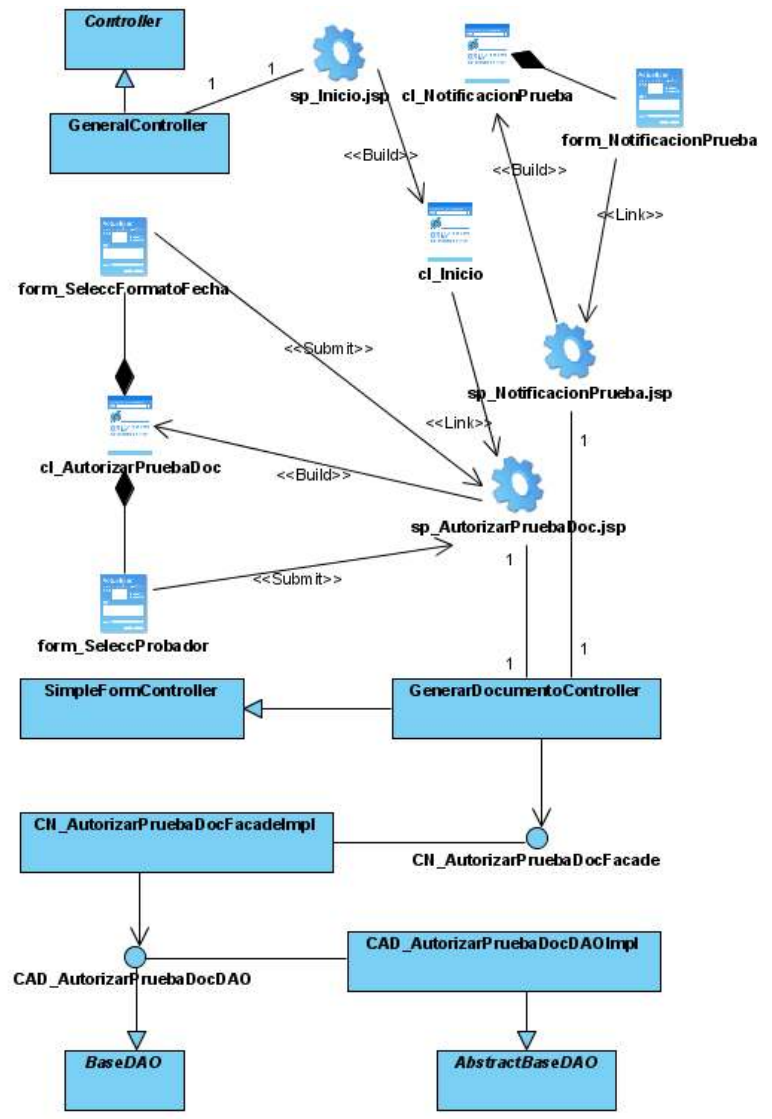 Controller
1
1
GeneralController
sp_Inicio.jsp
cl_NotificacionPrueba
form_NotificacionPrueba
<<Build>>
<<Build>>
<<Link>>
cl_Inicio
form_SeleccFormatoFecha
<<Submit>>
sp_NotificacionPrueba.jsp
<<Link>>
1
cl_AutorizarPruebaDoc
<<Build>>
sp_AutorizarPruebaDoc.jsp
1
<<Submit>>
form_SeleccProbador
1
1
SimpleFormController
GenerarDocumentoController
CN_AutorizarPruebaDocFacadeImpl
CN_AutorizarPruebaDocFacade
CAD_AutorizarPruebaDocDAOImpl
CAD_AutorizarPruebaDocDAO
BaseDAO
AbstractBaseDAO